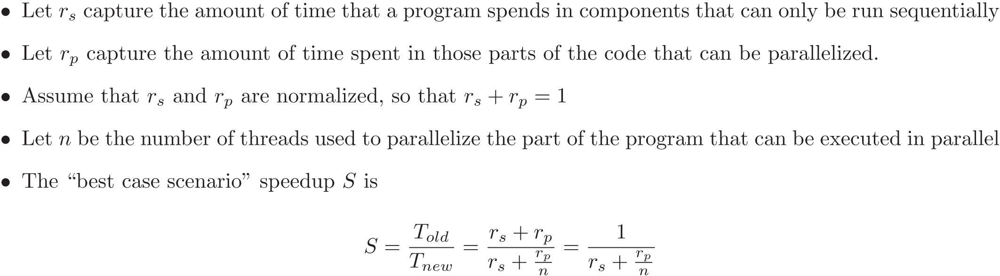 • Let r_s capture the amount of time that a program spends in components that can only be run sequentially
• Let r_p capture the amount of time spent in those parts of the code that can be parallelized.
• Assume that r_s and r_p are normalized, so that r_s + r_p = 1
• Let n be the number of threads used to parallelize the part of the program that can be executed in parallel
• The “best case scenario” speedup S is
S = \frac{T_{old}}{T_{new}} = \frac{r_s + r_p}{r_s + \frac{r_p}{n}} = \frac{1}{r_s + \frac{r_p}{n}}